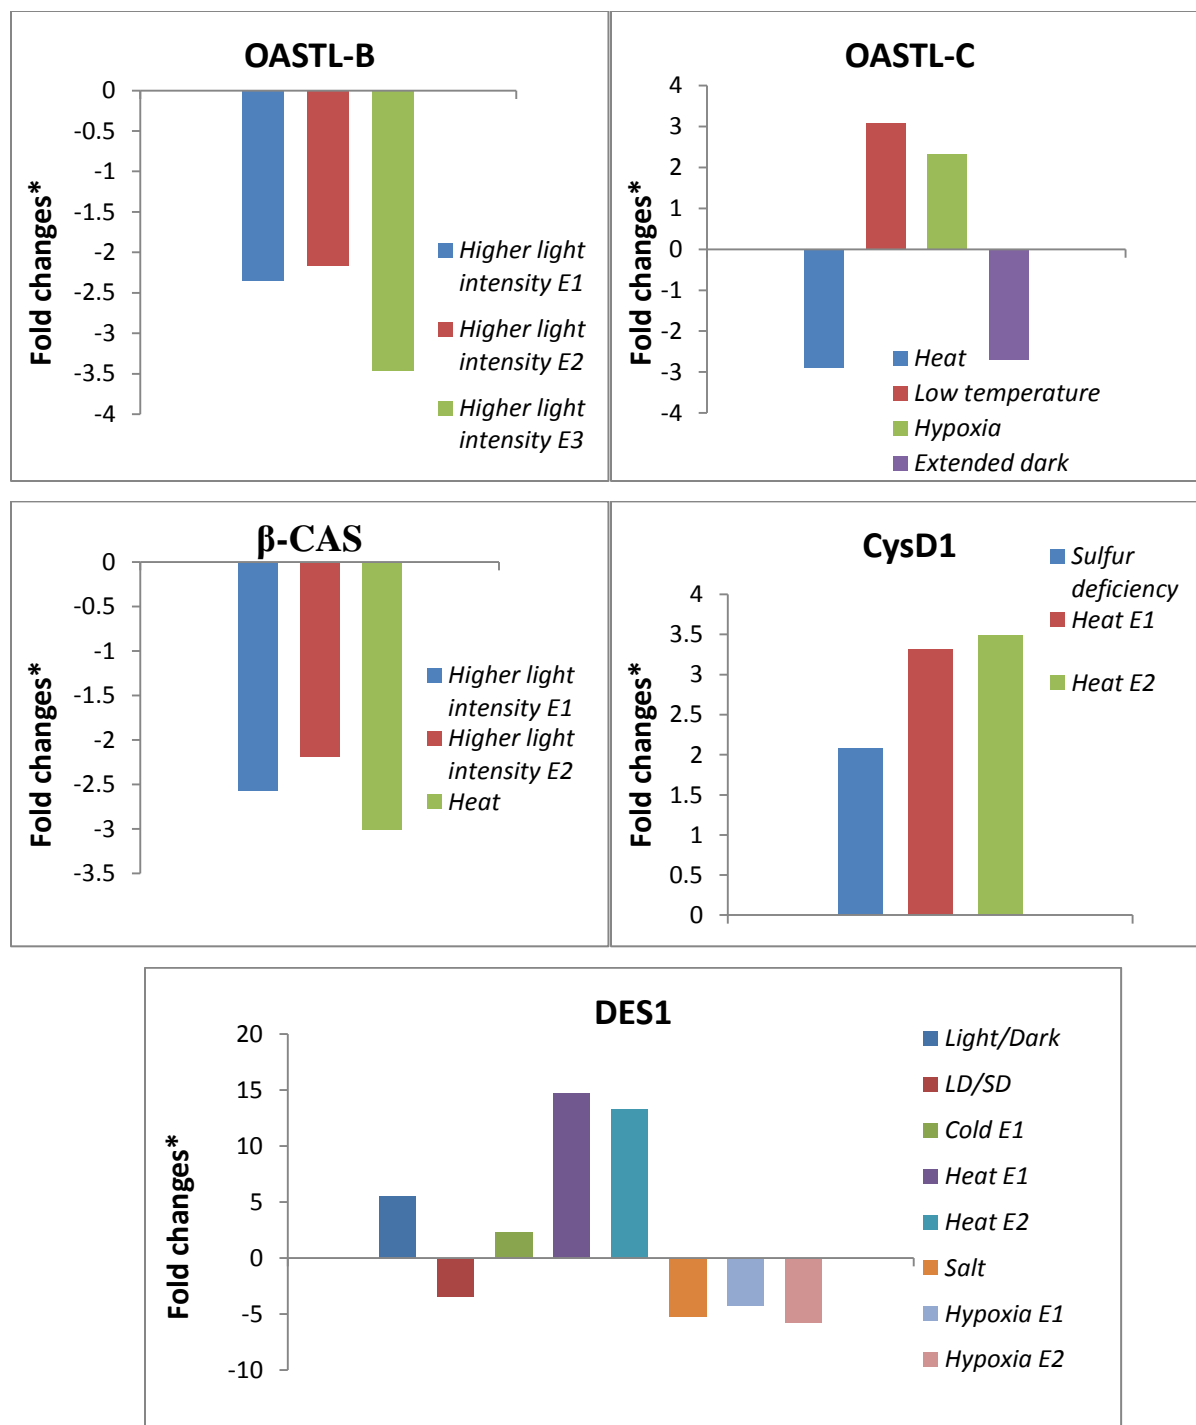 OASTL-B
Fold changes*
0
-0.5
-1
-1.5
-2
-2.5
-3
-3.5
-4
Higher light
intensity E1
Higher light
intensity E2
Higher light
intensity E3
OASTL-C
Fold changes*
4
3
2
1
0
-1
-2
-3
-4
Heat
Low temperature
Hypoxia
Extended dark
β-CAS
Fold changes*
0
-0.5
-1
-1.5
-2
-2.5
-3
-3.5
Higher light
intensity E1
Higher light
intensity E2
Heat
CysD1
Fold changes*
4
3.5
3
2.5
2
1.5
1
0.5
0
Sulfur
deficiency
Heat E1
Heat E2
DES1
Fold changes*
20
15
10
5
0
-5
-10
Light/Dark
LD/SD
Cold E1
Heat E1
Heat E2
Salt
Hypoxia E1
Hypoxia E2